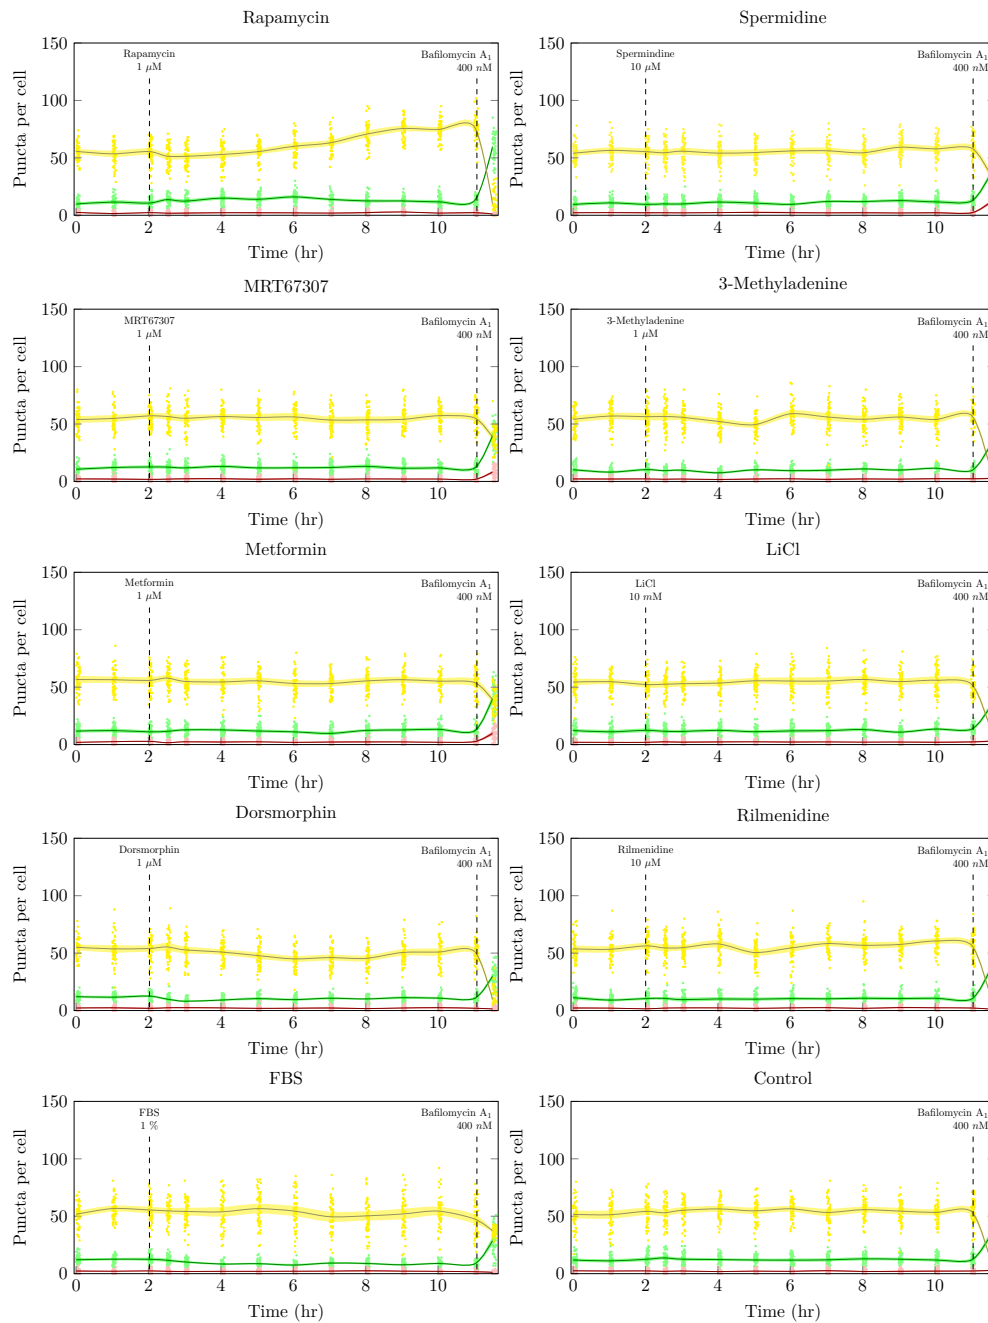 Rapamycin
Puncta per cell
150
100
50
0
Rapamycin
1 μM
Bafilomycin A1
400 nM
0 2 4 6 8 10
Time (hr)
Spermidine
Puncta per cell
150
100
50
0
Spermindine
10 μM
Bafilomycin A1
400 nM
0 2 4 6 8 10
Time (hr)
MRT67307
Puncta per cell
150
100
50
0
MRT67307
1 μM
Bafilomycin A1
400 nM
0 2 4 6 8 10
Time (hr)
3-Methyladenine
Puncta per cell
150
100
50
0
3-Methyladenine
1 μM
Bafilomycin A1
400 nM
0 2 4 6 8 10
Time (hr)
Metformin
Puncta per cell
150
100
50
0
Metformin
1 μM
Bafilomycin A1
400 nM
0 2 4 6 8 10
Time (hr)
LiCl
Puncta per cell
150
100
50
0
LiCl
10 mM
Bafilomycin A1
400 nM
0 2 4 6 8 10
Time (hr)
Dorsmorphin
Puncta per cell
150
100
50
0
Dorsmorphin
1 μM
Bafilomycin A1
400 nM
0 2 4 6 8 10
Time (hr)
Rilmenidine
Puncta per cell
150
100
50
0
Rilmenidine
10 μM
Bafilomycin A1
400 nM
0 2 4 6 8 10
Time (hr)
FBS
Puncta per cell
150
100
50
0
FBS
1 %
Bafilomycin A1
400 nM
0 2 4 6 8 10
Time (hr)
Control
Puncta per cell
150
100
50
0
Bafilomycin A1
400 nM
0 2 4 6 8 10
Time (hr)